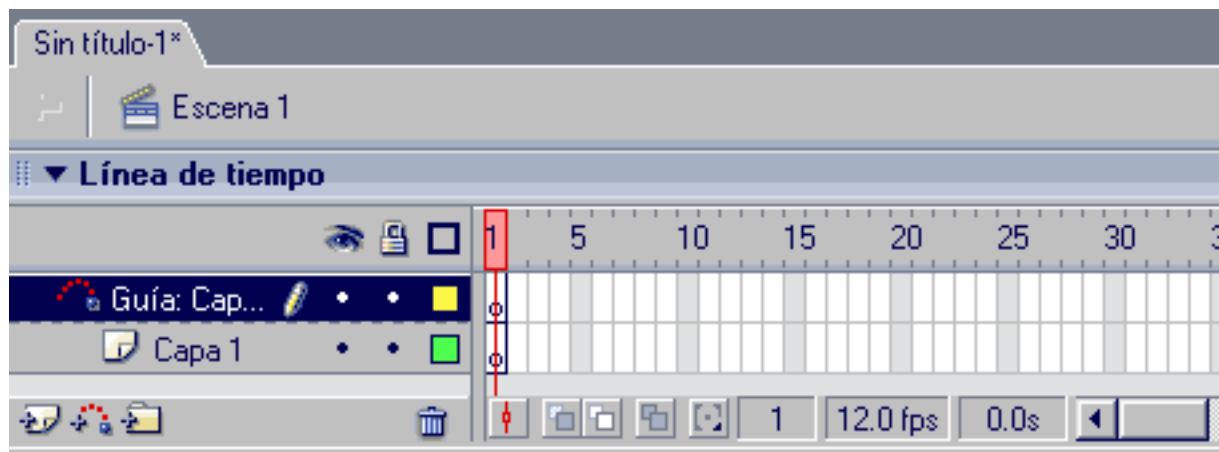 Sin título-1*
Escena 1
Línea de tiempo
1 5 10 15 20 25 30
Guía: Cap...
Capa 1
1 12.0 fps 0.0s